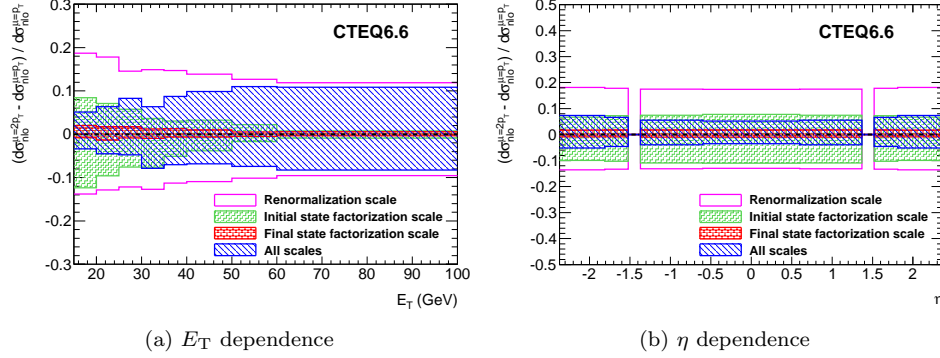 (dσ_nlo^μ=2p_T - dσ_nlo^μ=p_T) / dσ_nlo^μ=p_T
0.3
0.2
0.1
0
-0.1
-0.2
-0.3
CTEQ6.6
Renormalization scale
Initial state factorization scale
Final state factorization scale
All scales
20 30 40 50 60 70 80 90 100
E_T (GeV)
(a) E_T dependence
(dσ_nlo^μ=2p_T - dσ_nlo^μ=p_T) / dσ_nlo^μ=p_T
0.5
0.4
0.3
0.2
0.1
0
-0.1
-0.2
-0.3
-0.4
-0.5
CTEQ6.6
Renormalization scale
Initial state factorization scale
Final state factorization scale
All scales
-2 -1.5 -1 -0.5 0 0.5 1 1.5 2
η
(b) η dependence